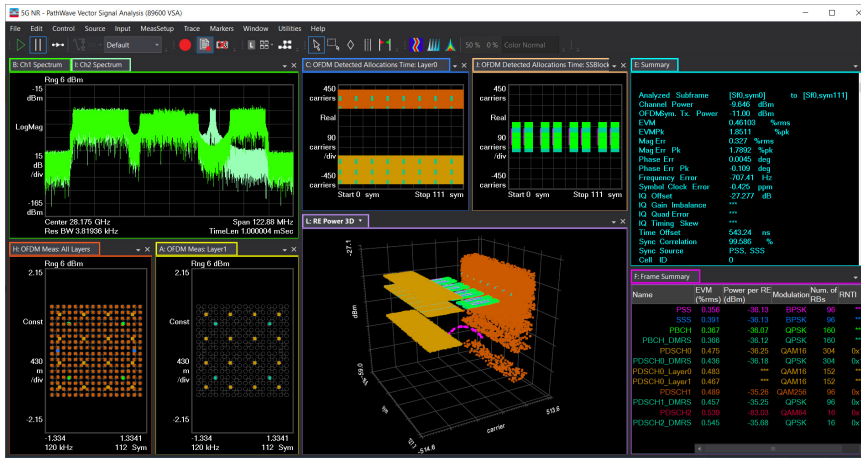 5G NR - PathWave Vector Signal Analysis (89600 VSA)
File Edit Control Source Input MeasSetup Trace Markers Window Utilities Help
Default
50 % 0 % Color Normal
B: Ch1 Spectrum I: Ch2 Spectrum
Rng 6 dBm
-15
dBm
LogMag
15
dB
/div
-165
dBm
Center 28.175 GHz Span 122.88 MHz
Res BW 3.81936 kHz TimeLen 1.000004 mSec
C: OFDM Detected Allocations Time: Layer0
450
carriers
Real
90
carriers
/div
-450
carriers
Start 0 sym Stop 111 sym
J: OFDM Detected Allocations Time: SSBlock
450
carriers
Real
90
carriers
/div
-450
carriers
Start 0 sym Stop 111 sym
E: Summary
Analyzed Subframe [Sf0,sym0] to [Sf0,sym111]
Channel Power -9.646 dBm
OFDMSym. Tx. Power -11.00 dBm
EVM 0.46103 %rms
EVMPk 1.8511 %pk
Mag Err 0.327 %rms
Mag Err Pk 1.7892 %pk
Phase Err 0.0045 deg
Phase Err Pk -0.109 deg
Frequency Error -707.41 Hz
Symbol Clock Error -0.425 ppm
IQ Offset -27.277 dB
IQ Gain Imbalance ***
IQ Quad Error ***
IQ Timing Skew ***
Time Offset 543.24 ns
Sync Correlation 99.586 %
Sync Source PSS, SSS
Cell ID 0
H: OFDM Meas: All Layers
Rng 6 dBm
2.15
Const
430
m
/div
-2.15
-1.334 1.3341
120 kHz 112 Sym
A: OFDM Meas: Layer1
Rng 6 dBm
2.15
Const
430
m
/div
-2.15
-1.334 1.3341
120 kHz 112 Sym
L: RE Power 3D
-27.1
dBm
-59.0
sym
carrier
-514.6
513.6
F: Frame Summary
Name EVM (%rms) Power per RE (dBm) Modulation Num. of RBs RNTI
PSS 0.356 -36.13 BPSK 96 **
SSS 0.391 -36.13 BPSK 96 **
PBCH 0.367 -36.07 QPSK 160 **
PBCH_DMRS 0.366 -36.12 QPSK 160 **
PDSCH0 0.475 -36.25 QAM16 304 0x
PDSCH0_DMRS 0.436 -36.18 QPSK 304 0x
PDSCH0_Layer0 0.483 *** QAM16 152 **
PDSCH0_Layer1 0.467 *** QAM16 152 **
PDSCH1 0.489 -35.26 QAM256 96 0x
PDSCH1_DMRS 0.457 -35.25 QPSK 96 0x
PDSCH2 QAM64 16 0x
PDSCH2_DMRS 0.545 -35.68 QPSK 16 0x